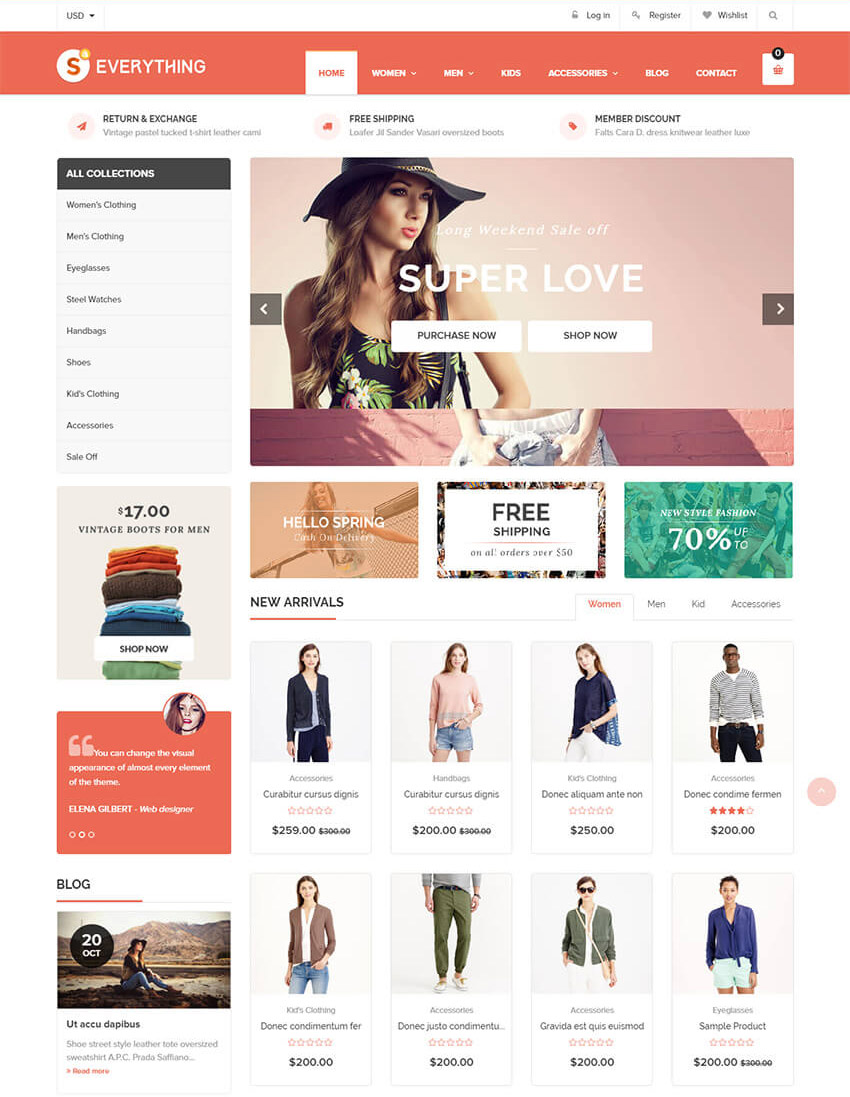 USD
Log in
Register
Wishlist
S EVERYTHING
HOME
WOMEN
MEN
KIDS
ACCESSORIES
BLOG
CONTACT
0
RETURN & EXCHANGE
Vintage pastel tucked t-shirt leather cami
FREE SHIPPING
Loafer Jil Sander Vasari oversized boots
MEMBER DISCOUNT
Falts Cara D. dress knitwear leather luxe
ALL COLLECTIONS
Women's Clothing
Men's Clothing
Eyeglasses
Steel Watches
Handbags
Shoes
Kid's Clothing
Accessories
Sale Off
Long Weekend Sale off
SUPER LOVE
PURCHASE NOW
SHOP NOW
$17.00
VINTAGE BOOTS FOR MEN
SHOP NOW
HELLO SPRING
Cash On Delivery
FREE
SHIPPING
on all orders over $50
NEW STYLE FASHION
70% UP TO
NEW ARRIVALS
Women
Men
Kid
Accessories
Accessories
Curabitur cursus dignis
$259.00 $300.00
Handbags
Curabitur cursus dignis
$200.00 $300.00
Kid's Clothing
Donec aliquam ante non
$250.00
Accessories
Donec condime fermen
$200.00
“You can change the visual
appearance of almost every element
of the theme.
ELENA GILBERT - Web designer
BLOG
20
OCT
Ut accu dapibus
Shoe street style leather tote oversized
sweatshirt A.P.C. Prada Saffiano...
» Read more
Kid's Clothing
Donec condimentum fer
$200.00
Accessories
Donec justo condimentu...
$200.00
Accessories
Gravida est quis euismod
$200.00
Eyeglasses
Sample Product
$200.00 $300.00